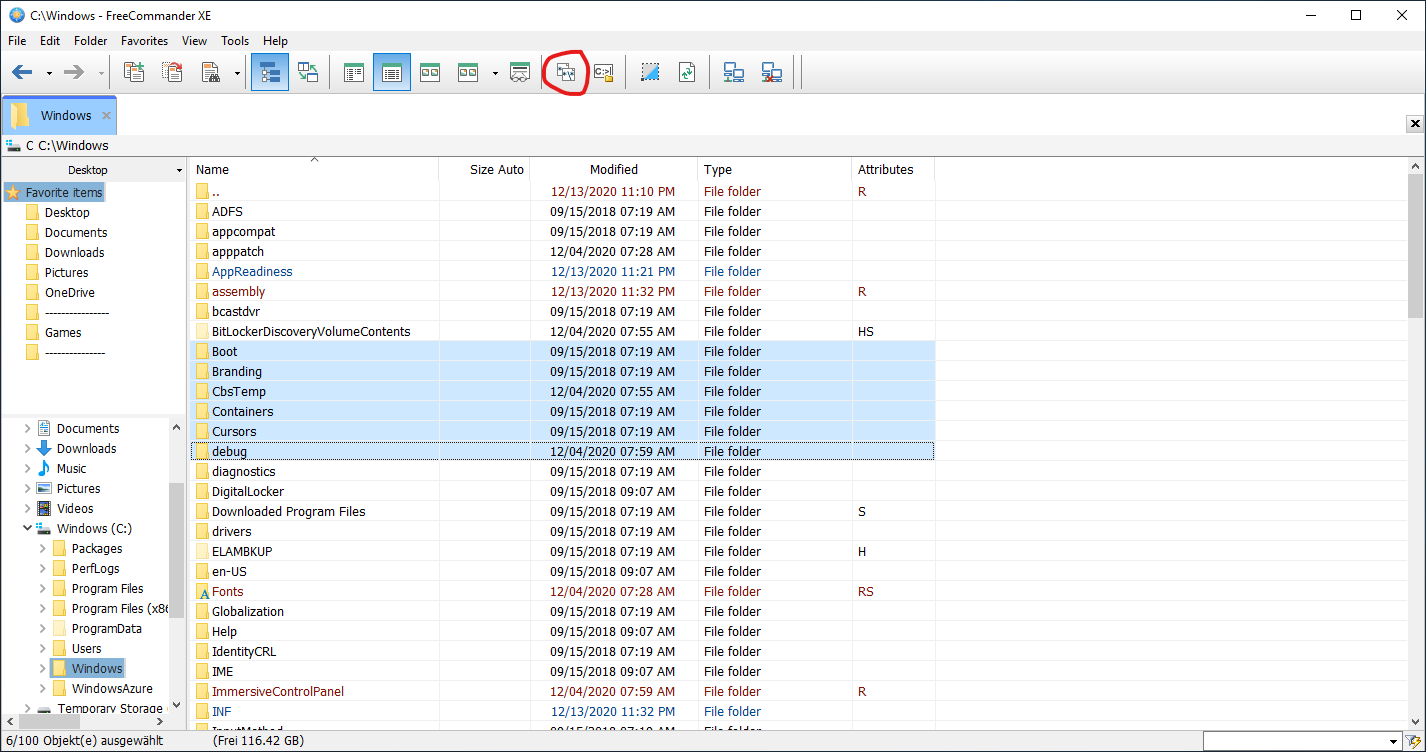 C:\Windows - FreeCommander XE
File Edit Folder Favorites View Tools Help
Windows
C C:\Windows
Desktop
Favorite items
Desktop
Documents
Downloads
Pictures
OneDrive
----------------
Games
---------------
Documents
Downloads
Music
Pictures
Videos
Windows (C:)
Packages
PerfLogs
Program Files
Program Files (x86
ProgramData
Users
Windows
WindowsAzure
Temporary Storage
Name Size Auto Modified Type Attributes
.. 12/13/2020 11:10 PM File folder R
ADFS 09/15/2018 07:19 AM File folder
appcompat 09/15/2018 07:19 AM File folder
apppatch 12/04/2020 07:28 AM File folder
AppReadiness 12/13/2020 11:21 PM File folder
assembly 12/13/2020 11:32 PM File folder R
bcastdvr 09/15/2018 07:19 AM File folder
BitLockerDiscoveryVolumeContents 12/04/2020 07:55 AM File folder HS
Boot 09/15/2018 07:19 AM File folder
Branding 09/15/2018 07:19 AM File folder
CbsTemp 12/04/2020 07:55 AM File folder
Containers 09/15/2018 07:19 AM File folder
Cursors 09/15/2018 07:19 AM File folder
debug 12/04/2020 07:59 AM File folder
diagnostics 09/15/2018 07:19 AM File folder
DigitalLocker 09/15/2018 09:07 AM File folder
Downloaded Program Files 09/15/2018 07:19 AM File folder S
drivers 09/15/2018 07:19 AM File folder
ELAMBKUP 09/15/2018 07:19 AM File folder H
en-US 09/15/2018 09:07 AM File folder
Fonts 12/04/2020 07:28 AM File folder RS
Globalization 09/15/2018 07:19 AM File folder
Help 09/15/2018 09:07 AM File folder
IdentityCRL 09/15/2018 07:19 AM File folder
IME 09/15/2018 09:07 AM File folder
ImmersiveControlPanel 12/04/2020 07:59 AM File folder R
INF 12/13/2020 11:32 PM File folder
InputMethod 09/15/2018 07:19 AM File folder
6/100 Objekt(e) ausgewählt (Frei 116.42 GB)